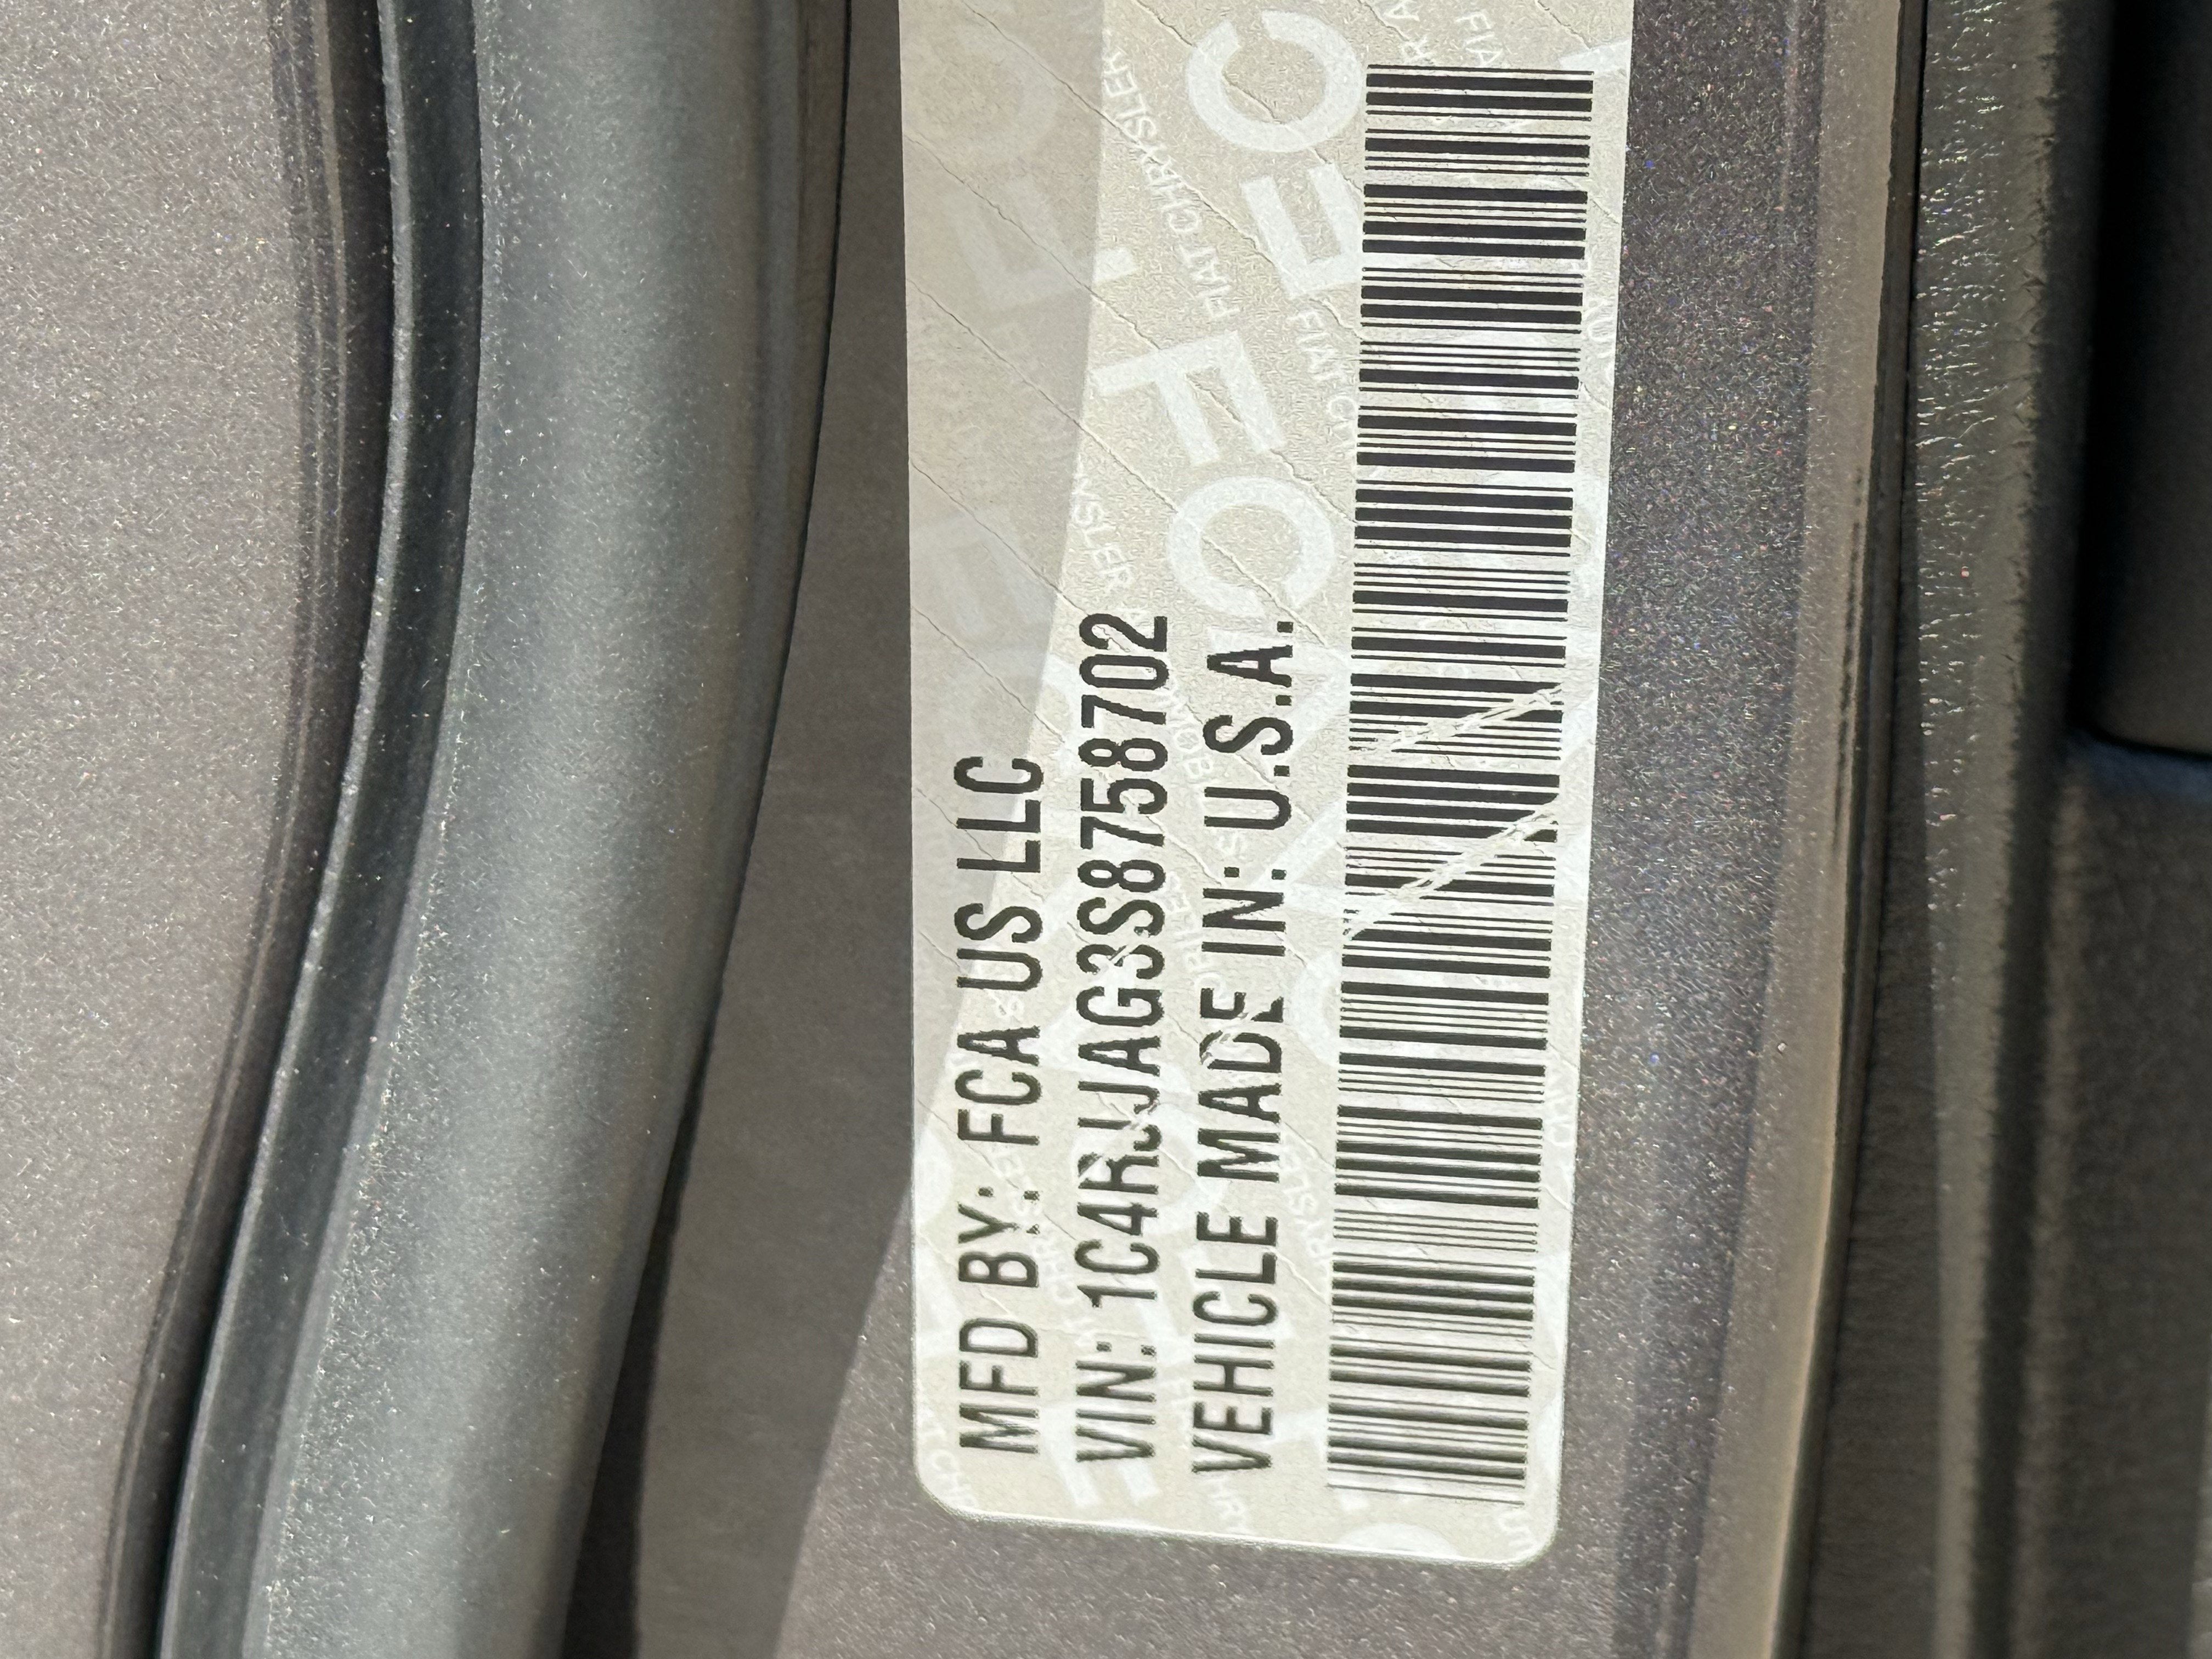 MFD BY: FCA US LLC
VIN: 1C4RJJAG3S8758702
VEHICLE MADE IN: U.S.A.